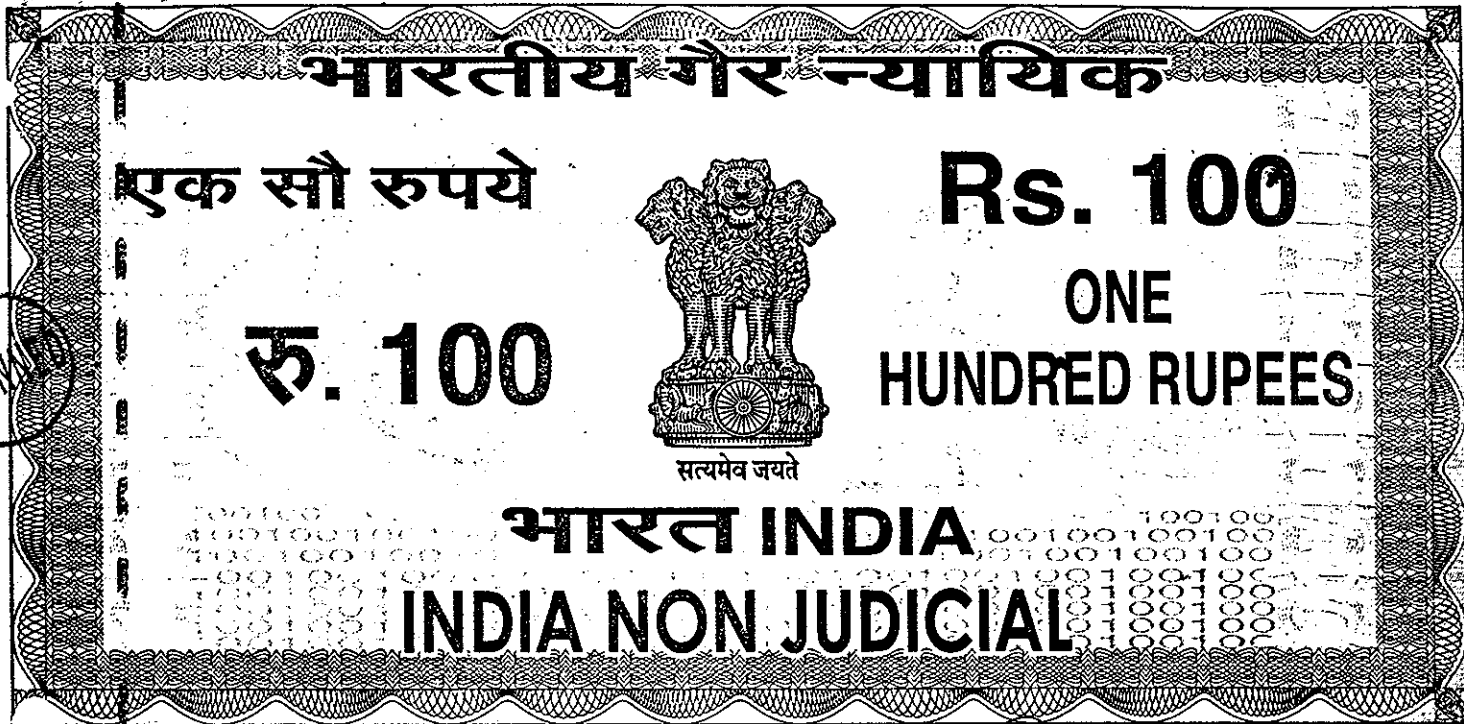 भारतीय गैर न्यायिक
एक सौ रुपये
Rs. 100
रु. 100
ONE
HUNDRED RUPEES
सत्यमेव जयते
भारत INDIA
INDIA NON JUDICIAL